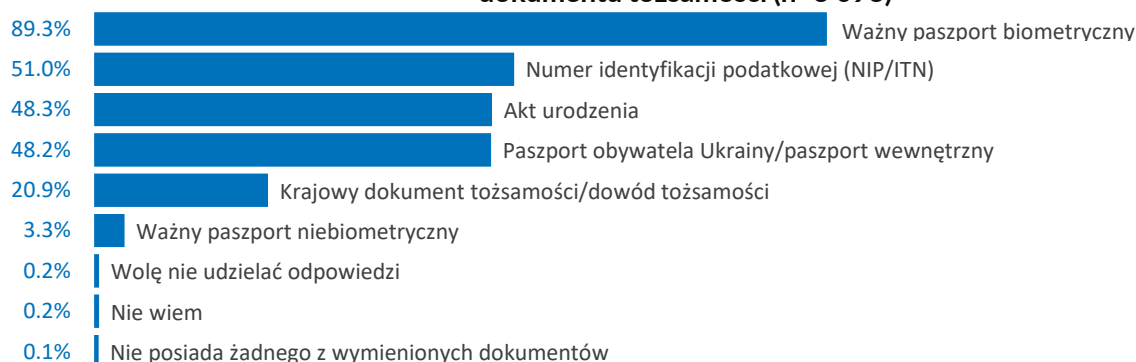 89.3% Ważny paszport biometryczny
51.0% Numer identyfikacji podatkowej (NIP/ITN)
48.3% Akt urodzenia
48.2% Paszport obywatela Ukrainy/paszport wewnętrzny
20.9% Krajowy dokument tożsamości/dowód tożsamości
3.3% Ważny paszport niebiometryczny
0.2% Wolę nie udzielać odpowiedzi
0.2% Nie wiem
0.1% Nie posiada żadnego z wymienionych dokumentów